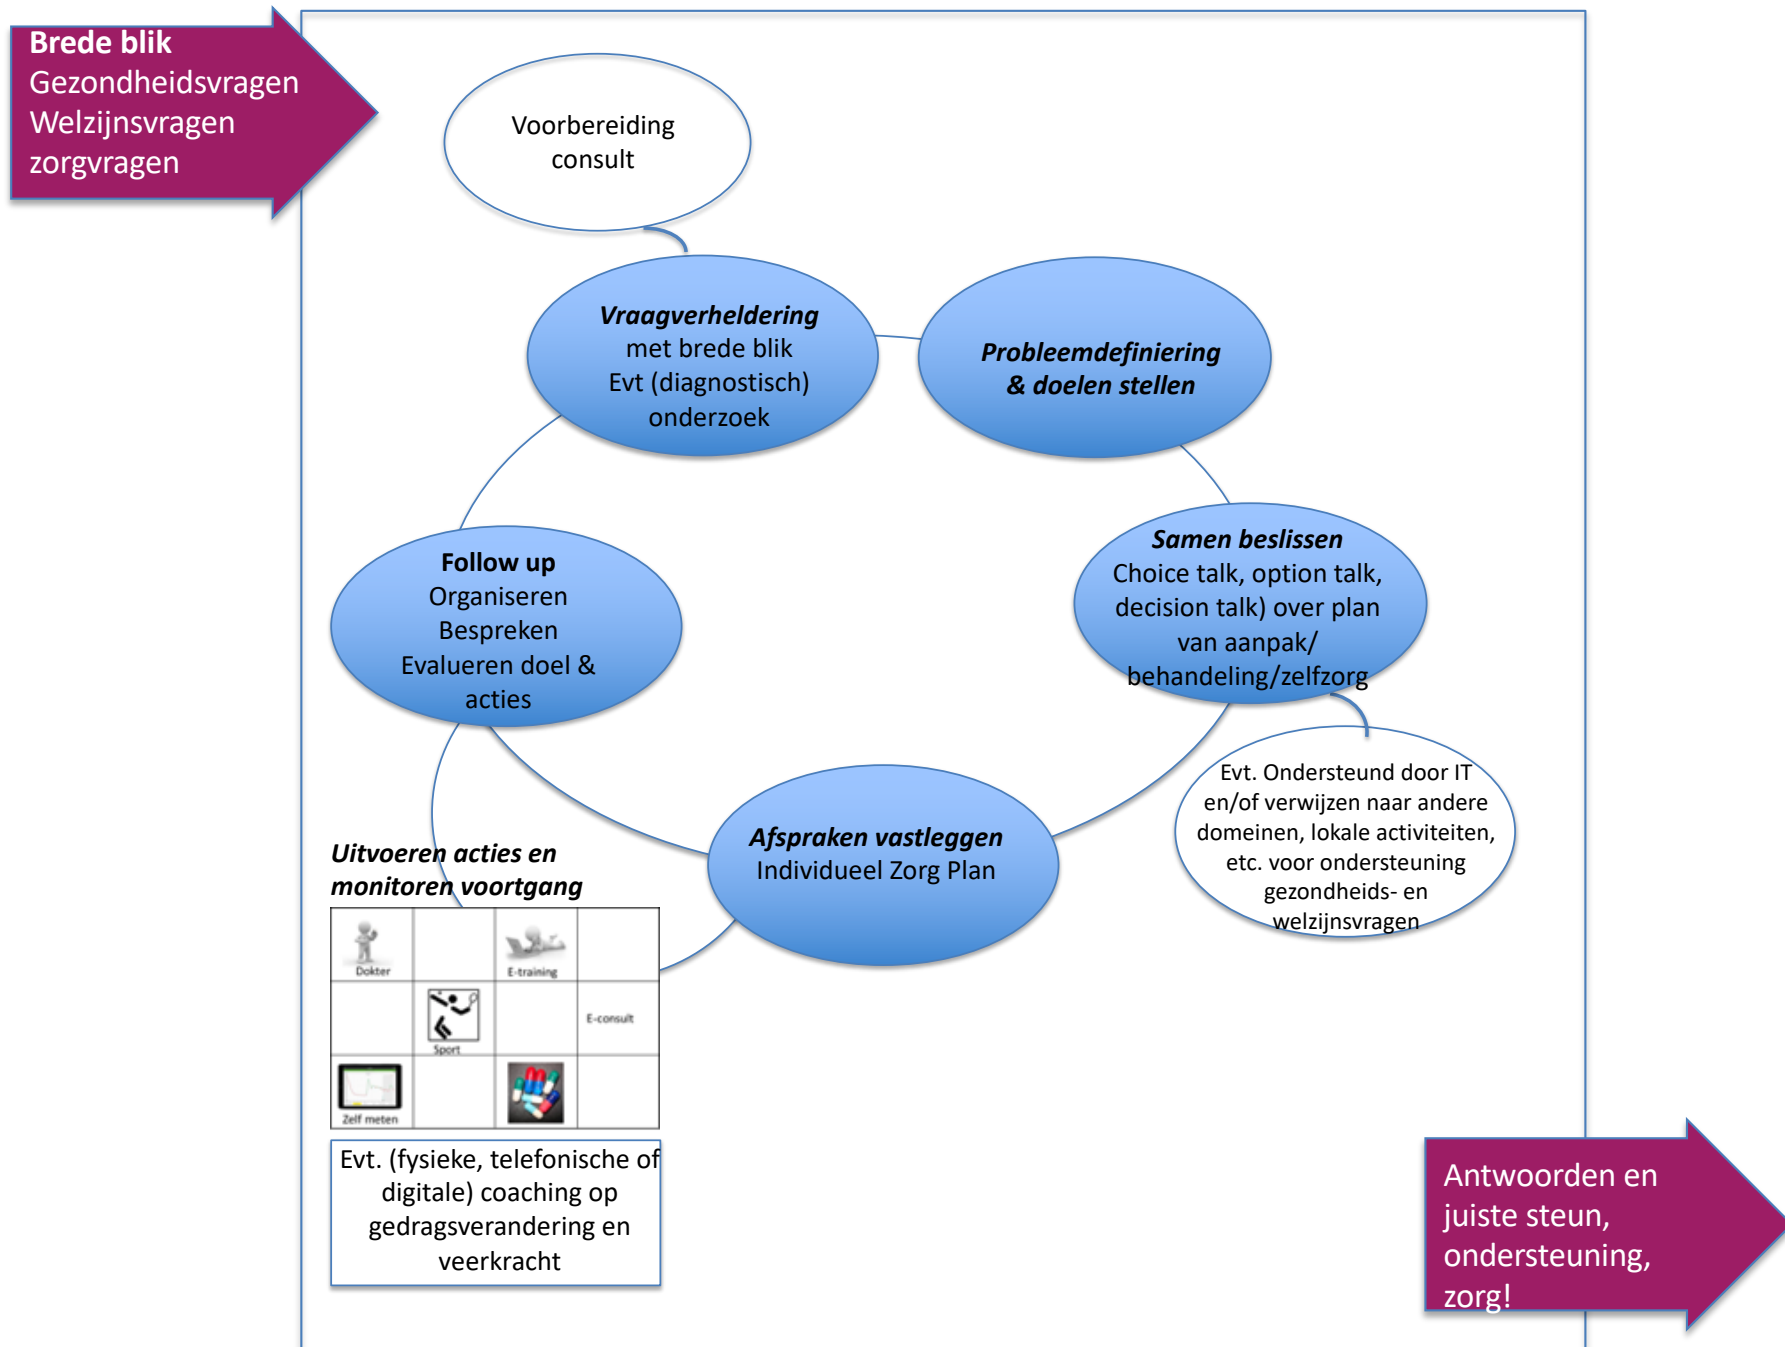 Brede blik
Gezondheidsvragen
Welzijnsvragen
zorgvragen
Voorbereiding
consult
Vraagverheldering
met brede blik
Evt (diagnostisch)
onderzoek
Probleemdefiniering
& doelen stellen
Samen beslissen
Choice talk, option talk,
decision talk) over plan
van aanpak/
behandeling/zelfzorg
Evt. Ondersteund door IT
en/of verwijzen naar andere
domeinen, lokale activiteiten,
etc. voor ondersteuning
gezondheids- en
welzijnsvragen
Afspraken vastleggen
Individueel Zorg Plan
Follow up
Organiseren
Bespreken
Evalueren doel &
acties
Uitvoeren acties en
monitoren voortgang
Dokter
E-training
Sport
E-consult
Zelf meten
Evt. (fysieke, telefonische of
digitale) coaching op
gedragsverandering en
veerkracht
Antwoorden en
juiste steun,
ondersteuning,
zorg!